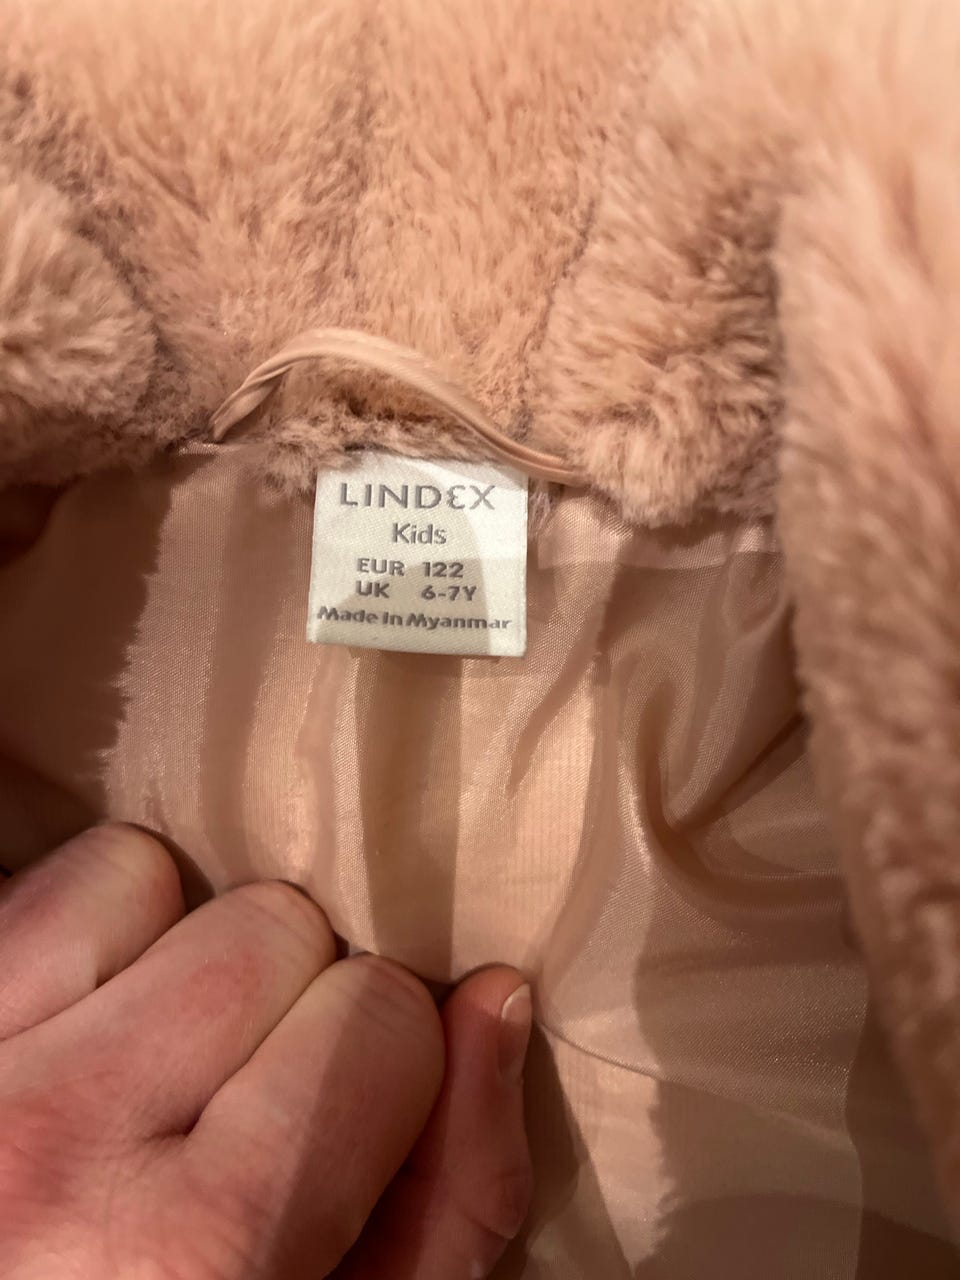 LINDEX
Kids
EUR 122
UK 6-7Y
Made in Myanmar